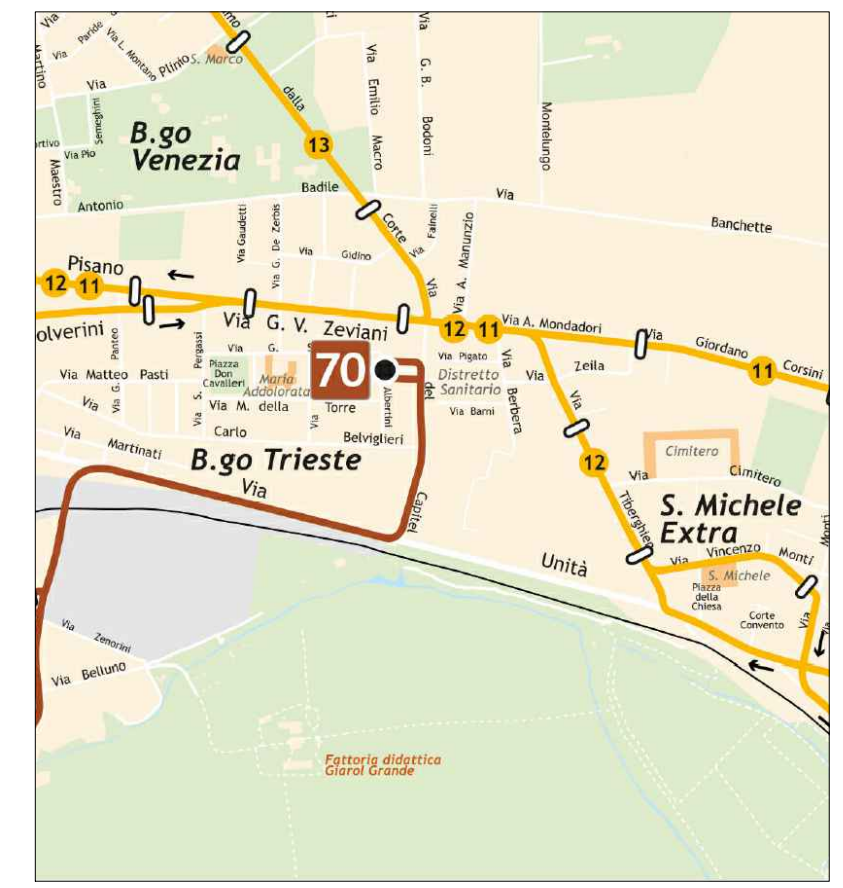 Via
Paride
Via
Via L. Montano
Plinio
S. Marco
Martino
Via
dalla
Via Emilio Macro
Via G. B. Bodoni
Montelungo
Semeghini
B.go
Venezia
Via Pio
Maestro
13
Badile
Via
Antonio
Banchette
Via Gaudetti
Via G. De Zerbis
Via
Gidino
Corte
Via
Fainelli
Via A. Manunzio
Pisano
12
11
Via
Via G. V. Zeviani
12
11
Via A. Mondadori
Via
Giordano
Corsini
11
olverini
Panteo
Via G.
Pergassi
Via S.
Via G.
70
Via Pigato
Distretto
Sanitario
Via
Zeila
Via Berbera
Piazza
Don
Cavalleri
Maria
Addolorata
Via Matteo Pasti
Via
Via M. della
Torre
Via
Albertini
del
Via Barni
Via
Carlo
Belviglieri
Via
Martinati
B.go Trieste
Via
12
Cimitero
Via
Cimitero
Capitel
Tiberghien
S. Michele
Extra
Monti
Unità
Via
Vincenzo
Monti
S. Michele
Piazza
della
Chiesa
Corte
Convento
Via
Via
Zenorini
Via Belluno
Fattoria didattica
Giarol Grande